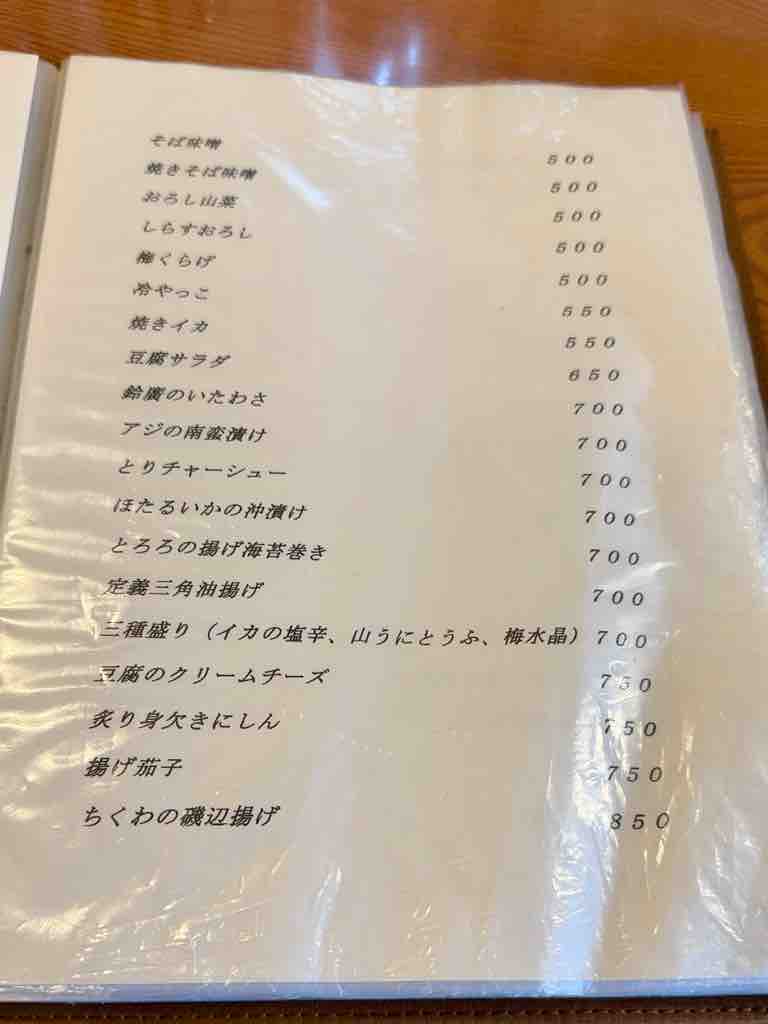 そば味噌 500
焼きそば味噌 500
おろし山菜 500
しらすおろし 500
梅くらげ 500
冷やっこ 550
焼きイカ 550
豆腐サラダ 650
鈴廣のいたわさ 700
アジの南蛮漬け 700
とりチャーシュー 700
ほたるいかの沖漬け 700
とろろの揚げ海苔巻き 700
定義三角油揚げ 700
三種盛り（イカの塩辛、山うにとうふ、梅水晶） 700
豆腐のクリームチーズ 750
炙り身欠きにしん 750
揚げ茄子 750
ちくわの磯辺揚げ 850